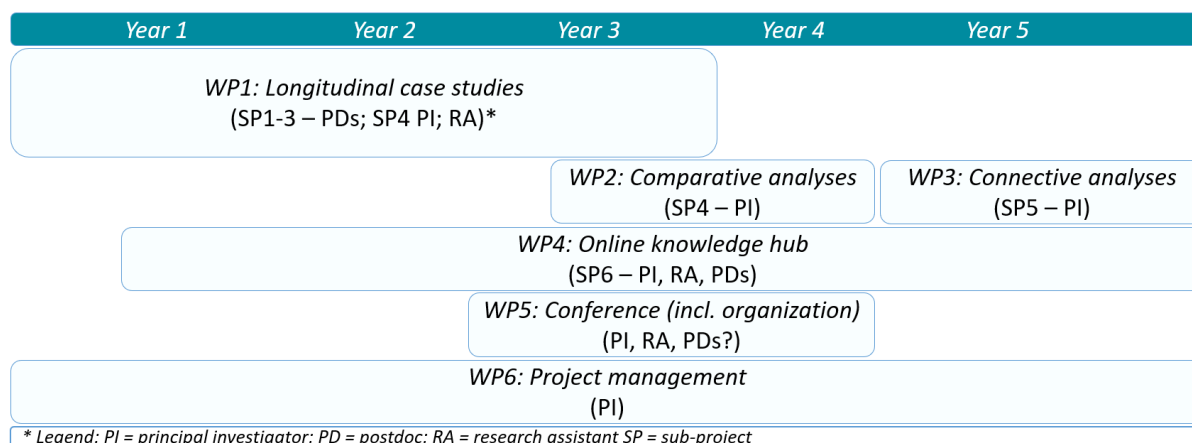 Year 1 Year 2 Year 3 Year 4 Year 5
WP1: Longitudinal case studies
(SP1-3 – PDs; SP4 PI; RA)*
WP2: Comparative analyses
(SP4 – PI)
WP3: Connective analyses
(SP5 – PI)
WP4: Online knowledge hub
(SP6 – PI, RA, PDs)
WP5: Conference (incl. organization)
(PI, RA, PDs?)
WP6: Project management
(PI)
* Legend: PI = principal investigator; PD = postdoc; RA = research assistant SP = sub-project